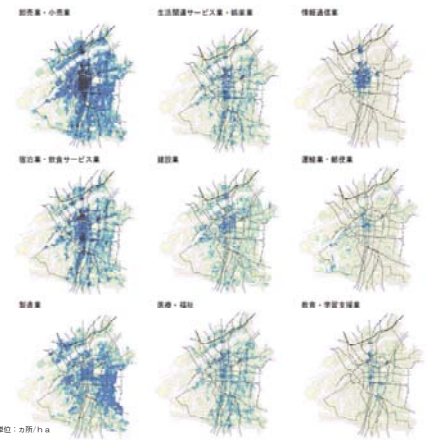 卸売業・小売業
生活関連サービス業・娯楽業
情報通信業
宿泊業・飲食サービス業
建設業
運輸業・郵便業
製造業
医療・福祉
教育・学習支援業
単位：カ所/ｈａ